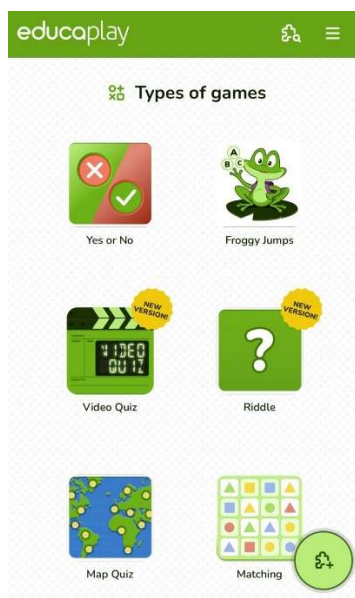 educaplay
Types of games
A
B C
Yes or No
Froggy Jumps
NEW
VERSION!
NEW
VERSION!
VIDEO
QUIZ
?
Video Quiz
Riddle
Map Quiz
Matching